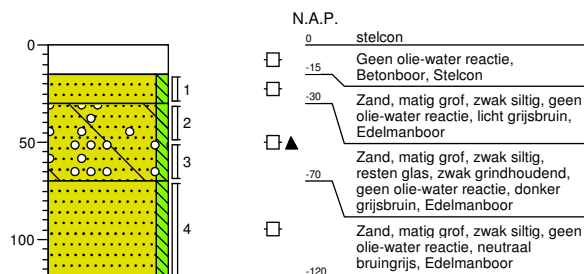 N.A.P.
0
0
stelcon
Geen olie-water reactie,
Betonboor, Stelcon
-15
1
Zand, matig grof, zwak siltig, geen
olie-water reactie, licht grijsbruin,
Edelmanboor
-30
2
50
3
Zand, matig grof, zwak siltig,
resten glas, zwak grindhoudend,
geen olie-water reactie, donker
grijsbruin, Edelmanboor
-70
4
100
Zand, matig grof, zwak siltig, geen
olie-water reactie, neutraal
bruingrijs, Edelmanboor
-120